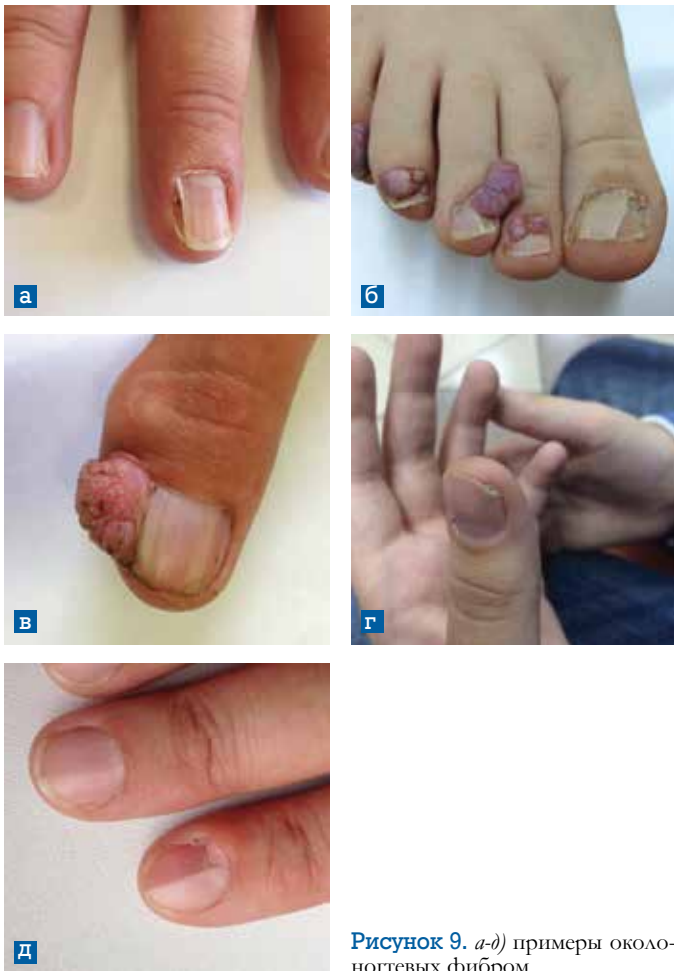 а
б
в
г
д
Рисунок 9. а-д) примеры около-
ногтевых фибром